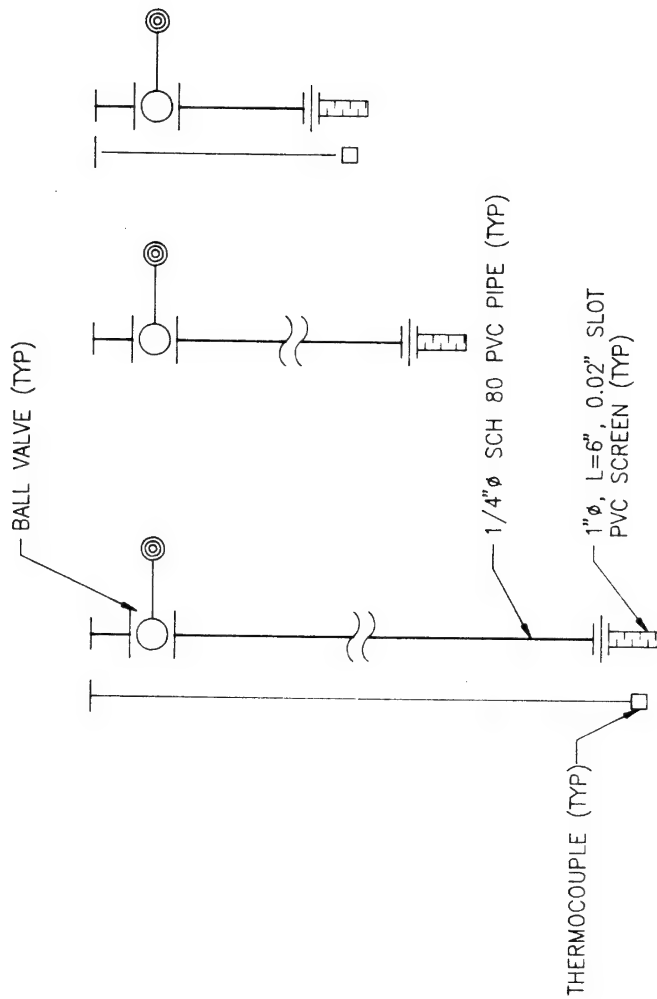 BALL VALVE (TYP)
1/4"ø SCH 80 PVC PIPE (TYP)
1"ø, L=6", 0.02" SLOT
PVC SCREEN (TYP)
THERMOCOUPLE (TYP)